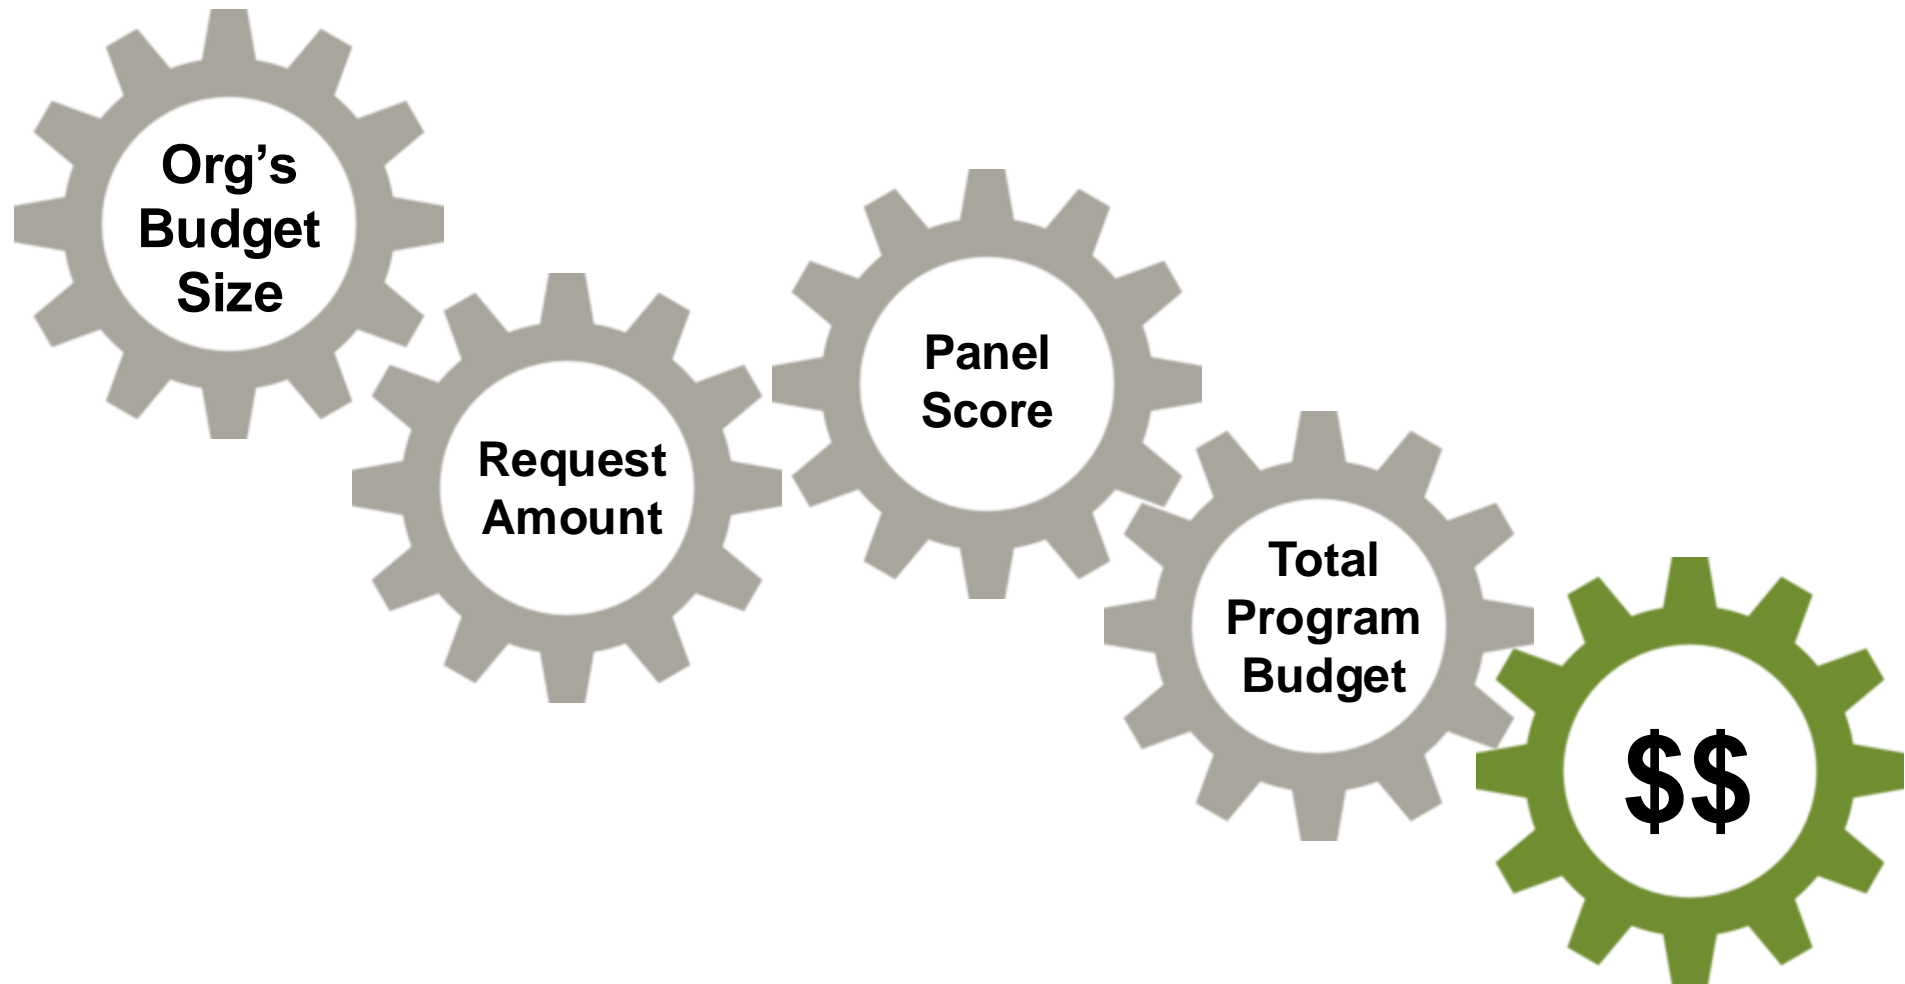 Org’s
Budget
Size
Request
Amount
Panel
Score
Total
Program
Budget
$$